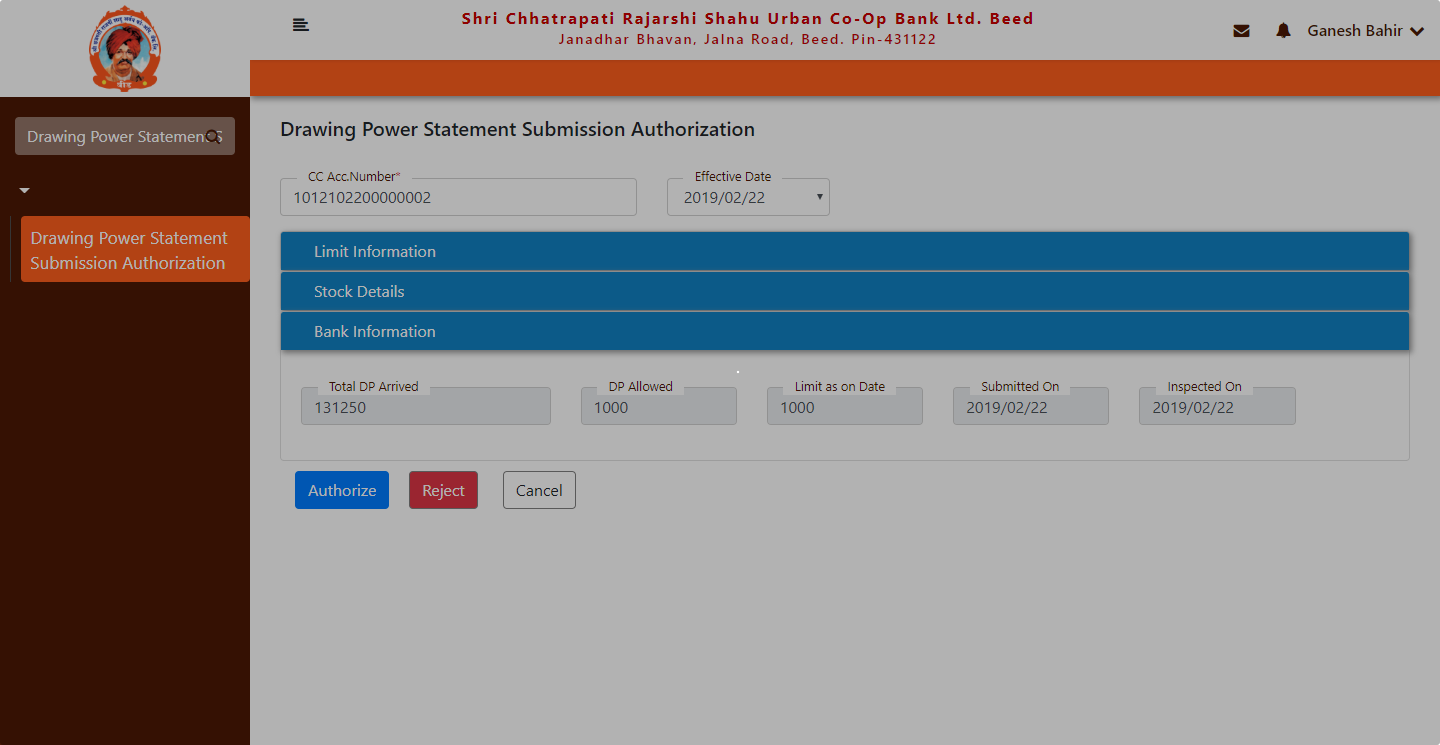 Shri Chhatrapati Rajarshi Shahu Urban Co-Op Bank Ltd. Beed
Janadhar Bhavan, Jalna Road, Beed. Pin-431122
Ganesh Bahir
Drawing Power Statement S
Drawing Power Statement
Submission Authorization
Drawing Power Statement Submission Authorization
CC Acc.Number*
1012102200000002
Effective Date
2019/02/22
Limit Information
Stock Details
Bank Information
Total DP Arrived
131250
DP Allowed
1000
Limit as on Date
1000
Submitted On
2019/02/22
Inspected On
2019/02/22
Authorize
Reject
Cancel